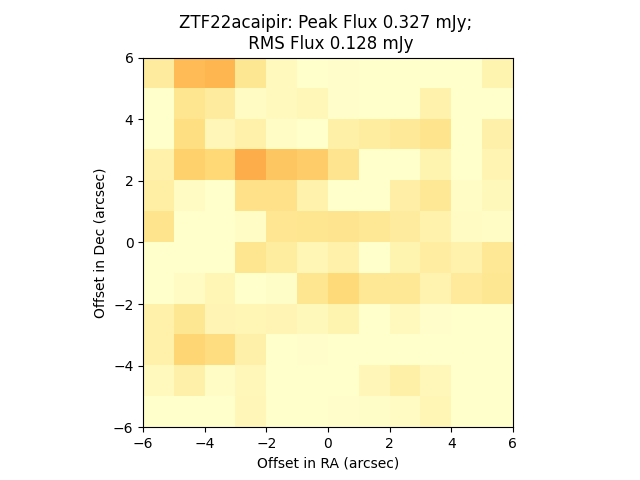 ZTF22acaipir: Peak Flux 0.327 mJy;
RMS Flux 0.128 mJy
6
4
2
0
−2
−4
−6
Offset in Dec (arcsec)
−6 −4 −2 0 2 4 6
Offset in RA (arcsec)